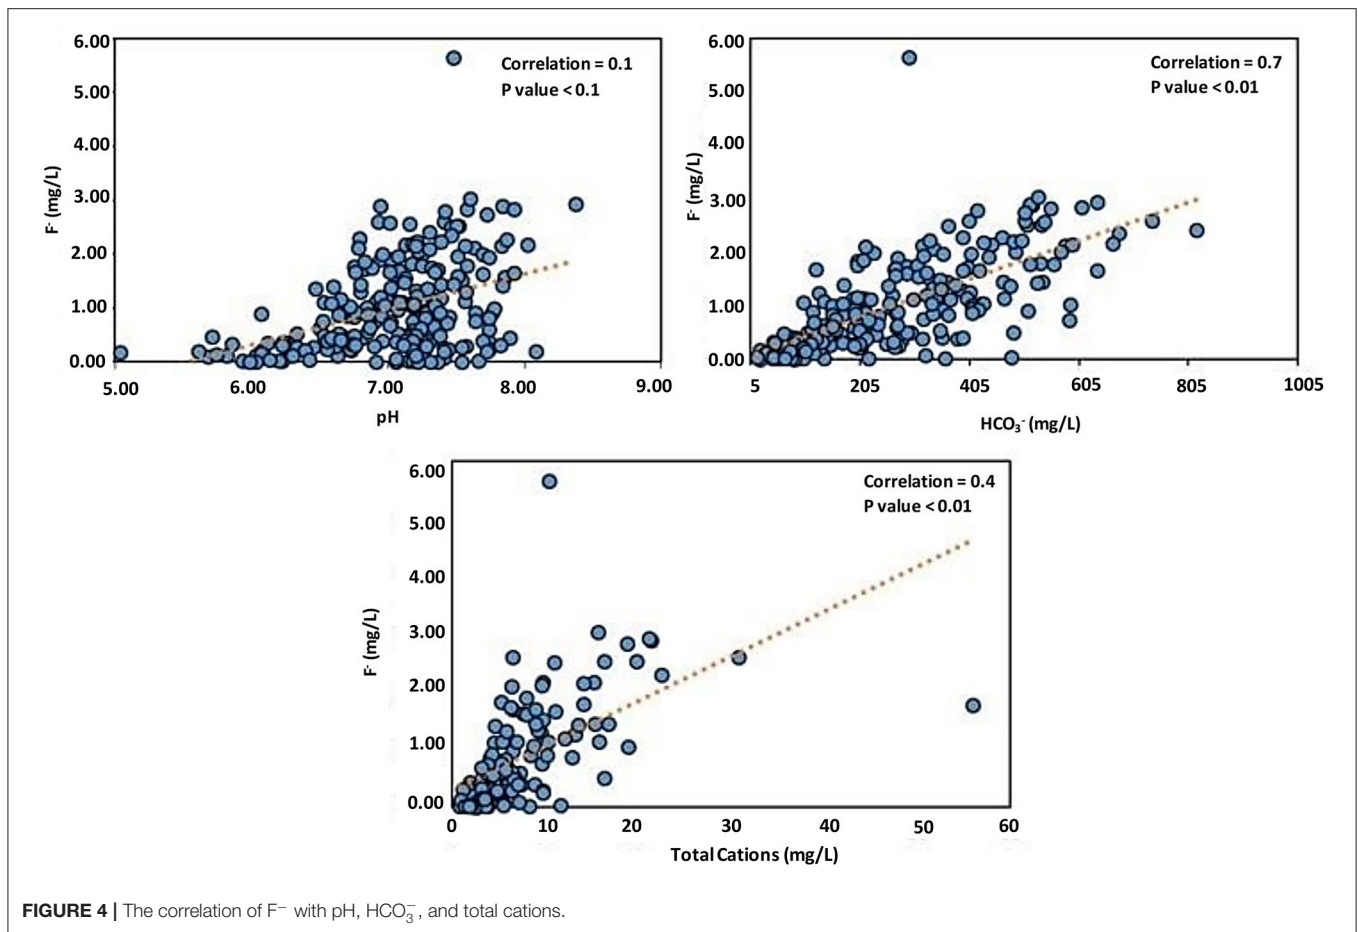 6.00
5.00
4.00
3.00
2.00
1.00
0.00
F- (mg/L)
Correlation = 0.1
P value < 0.1
5.00 6.00 7.00 8.00 9.00
pH
6.00
5.00
4.00
3.00
2.00
1.00
0.00
F- (mg/L)
Correlation = 0.7
P value < 0.01
5 205 405 605 805 1005
HCO₃⁻ (mg/L)
6.00
5.00
4.00
3.00
2.00
1.00
0.00
F- (mg/L)
Correlation = 0.4
P value < 0.01
0 10 20 30 40 50 60
Total Cations (mg/L)
FIGURE 4 | The correlation of F⁻ with pH, HCO₃⁻, and total cations.